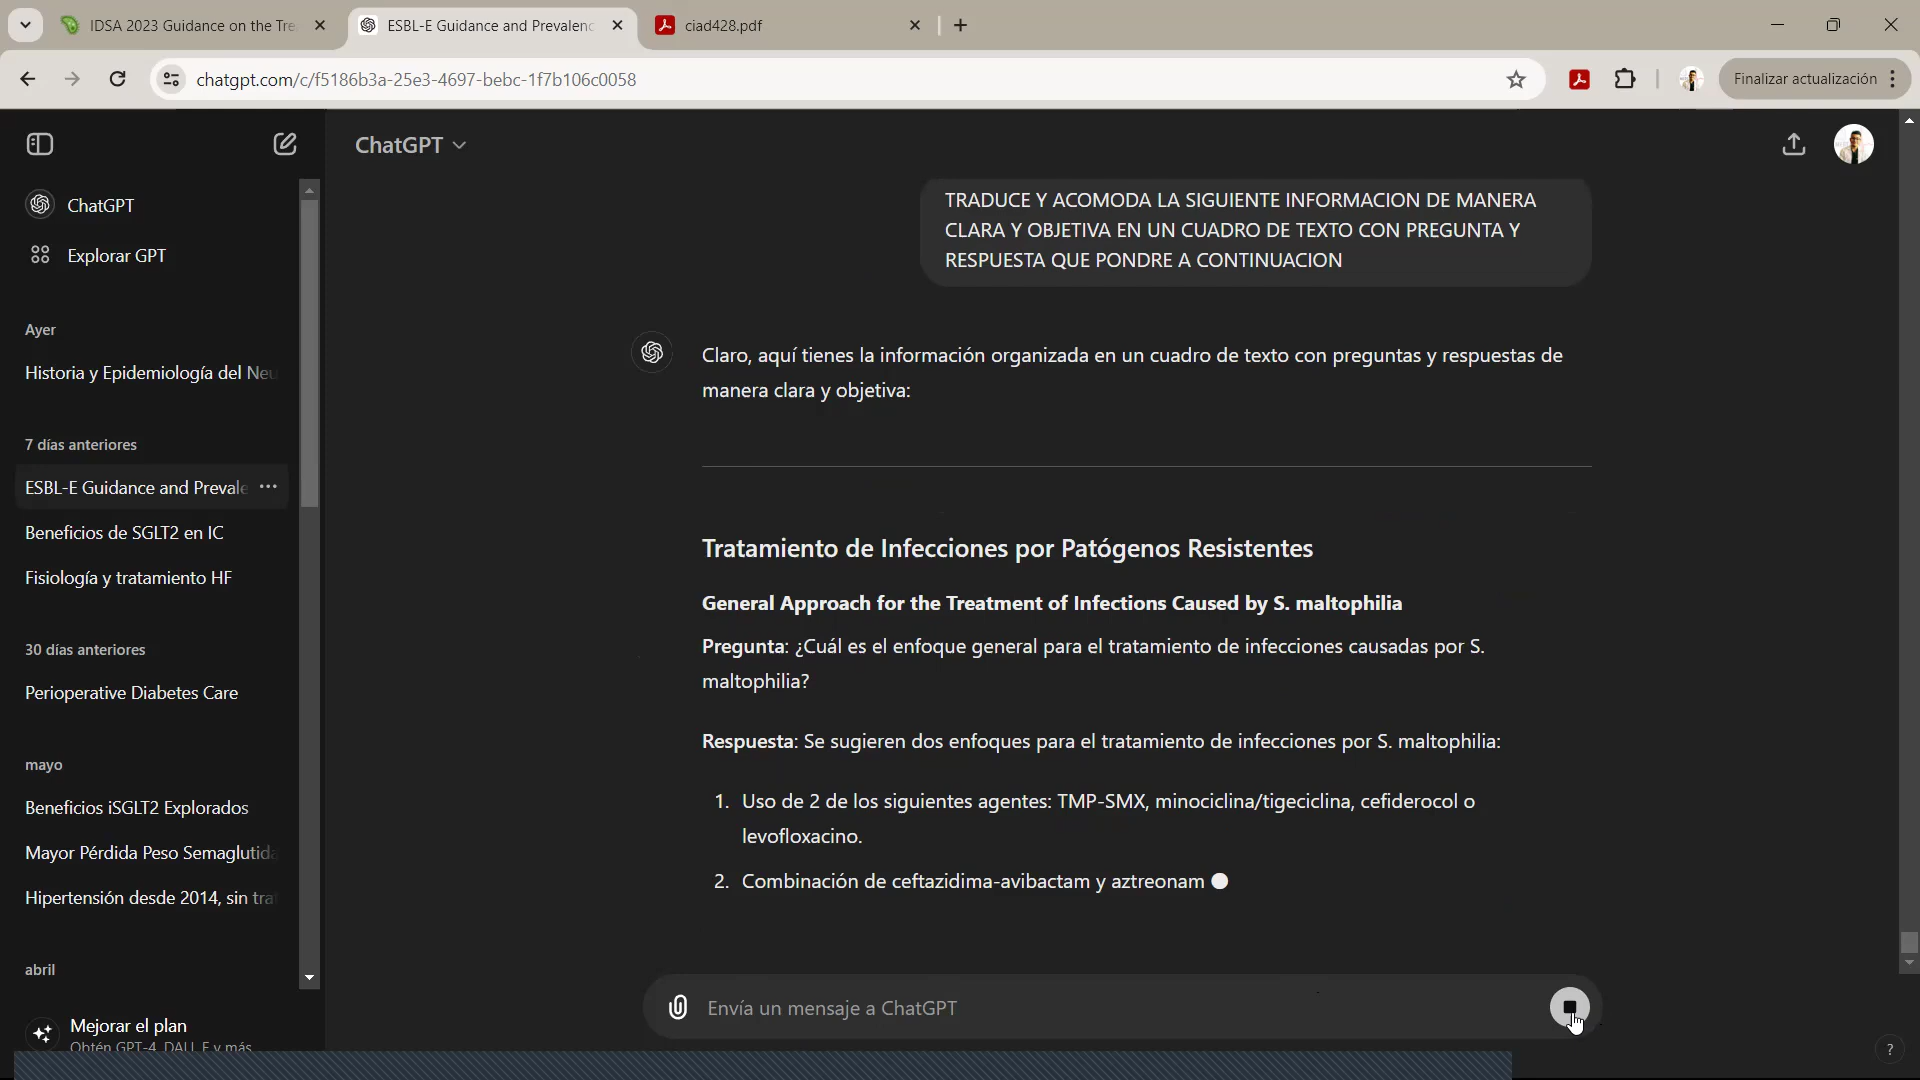 IDSA 2023 Guidance on the Tre
ESBL-E Guidance and Prevalenc
ciad428.pdf
chatgpt.com/c/f5186b3a-25e3-4697-bebc-1f7b106c0058
Finalizar actualización
ChatGPT
Explorar GPT
Ayer
Historia y Epidemiología del Neu
7 días anteriores
ESBL-E Guidance and Prevale
Beneficios de SGLT2 en IC
Fisiología y tratamiento HF
30 días anteriores
Perioperative Diabetes Care
mayo
Beneficios iSGLT2 Explorados
Mayor Pérdida Peso Semaglutida
Hipertensión desde 2014, sin trat
abril
Mejorar el plan
Obtén GPT-4, DALL·E y más
ChatGPT
TRADUCE Y ACOMODA LA SIGUIENTE INFORMACION DE MANERA
CLARA Y OBJETIVA EN UN CUADRO DE TEXTO CON PREGUNTA Y
RESPUESTA QUE PONDRE A CONTINUACION
Claro, aquí tienes la información organizada en un cuadro de texto con preguntas y respuestas de
manera clara y objetiva:
Tratamiento de Infecciones por Patógenos Resistentes
General Approach for the Treatment of Infections Caused by S. maltophilia
Pregunta: ¿Cuál es el enfoque general para el tratamiento de infecciones causadas por S.
maltophilia?
Respuesta: Se sugieren dos enfoques para el tratamiento de infecciones por S. maltophilia:
1. Uso de 2 de los siguientes agentes: TMP-SMX, minociclina/tigeciclina, cefiderocol o
levofloxacino.
2. Combinación de ceftazidima-avibactam y aztreonam
Envía un mensaje a ChatGPT
?